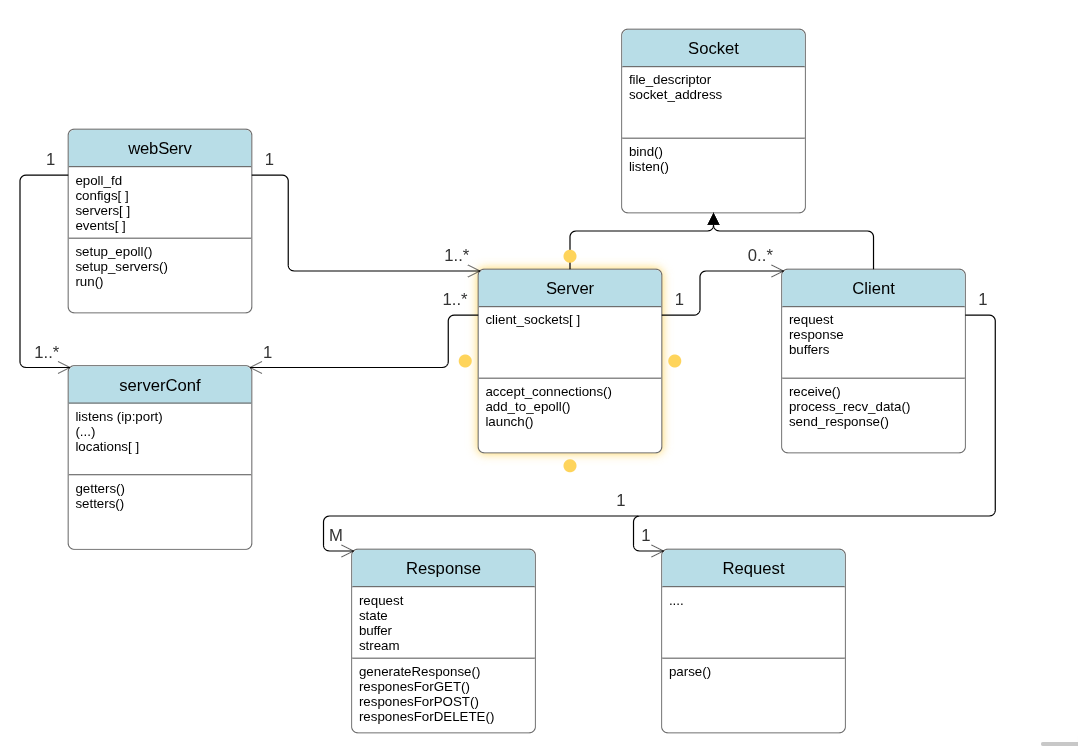 Socket
file_descriptor
socket_address
bind()
listen()
1
webServ
1
epoll_fd
configs[ ]
servers[ ]
events[ ]
setup_epoll()
setup_servers()
run()
1..*
0..*
Server
client_sockets[ ]
accept_connections()
add_to_epoll()
launch()
1..*
1
Client
1
request
response
buffers
receive()
process_recv_data()
send_response()
1..*
1
serverConf
listens (ip:port)
(...)
locations[ ]
getters()
setters()
1
M
1
Response
request
state
buffer
stream
generateResponse()
responesForGET()
responesForPOST()
responesForDELETE()
Request
....
parse()